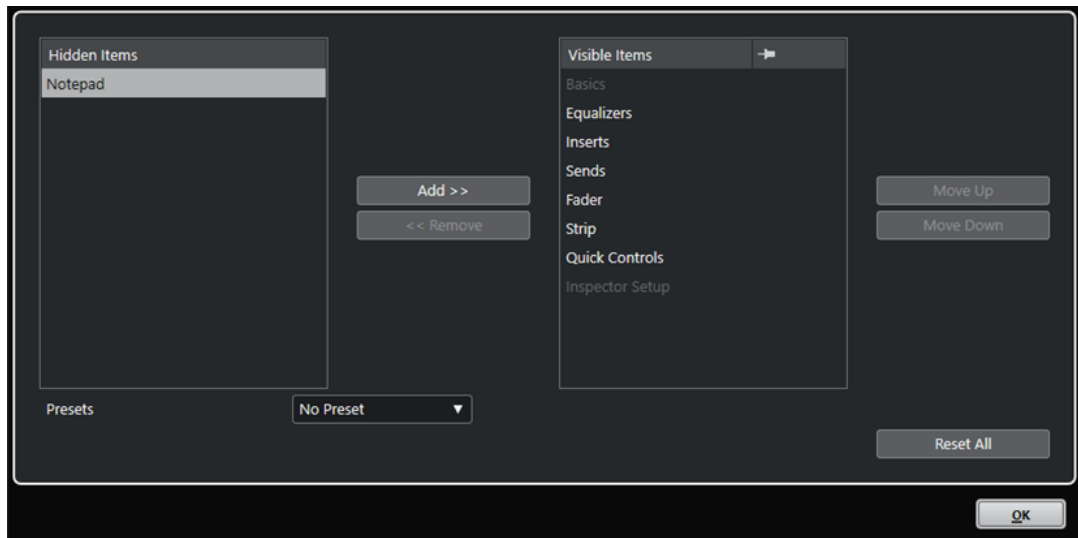 Hidden Items
Notepad
Add >>
<< Remove
Visible Items
Basics
Equalizers
Inserts
Sends
Fader
Strip
Quick Controls
Inspector Setup
Move Up
Move Down
Presets
No Preset
Reset All
OK